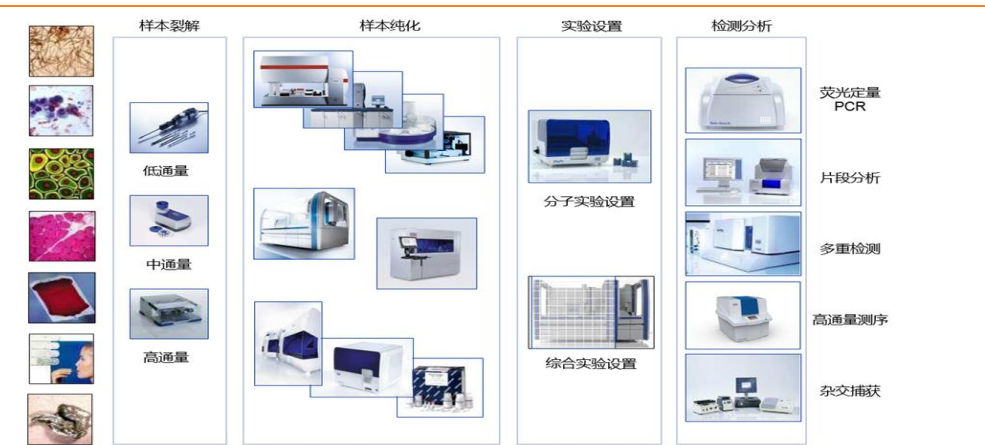 样本裂解
样本纯化
实验设置
检测分析
低通量
中通量
高通量
分子实验设置
综合实验设置
荧光定量
PCR
片段分析
多重检测
高通量测序
杂交捕获